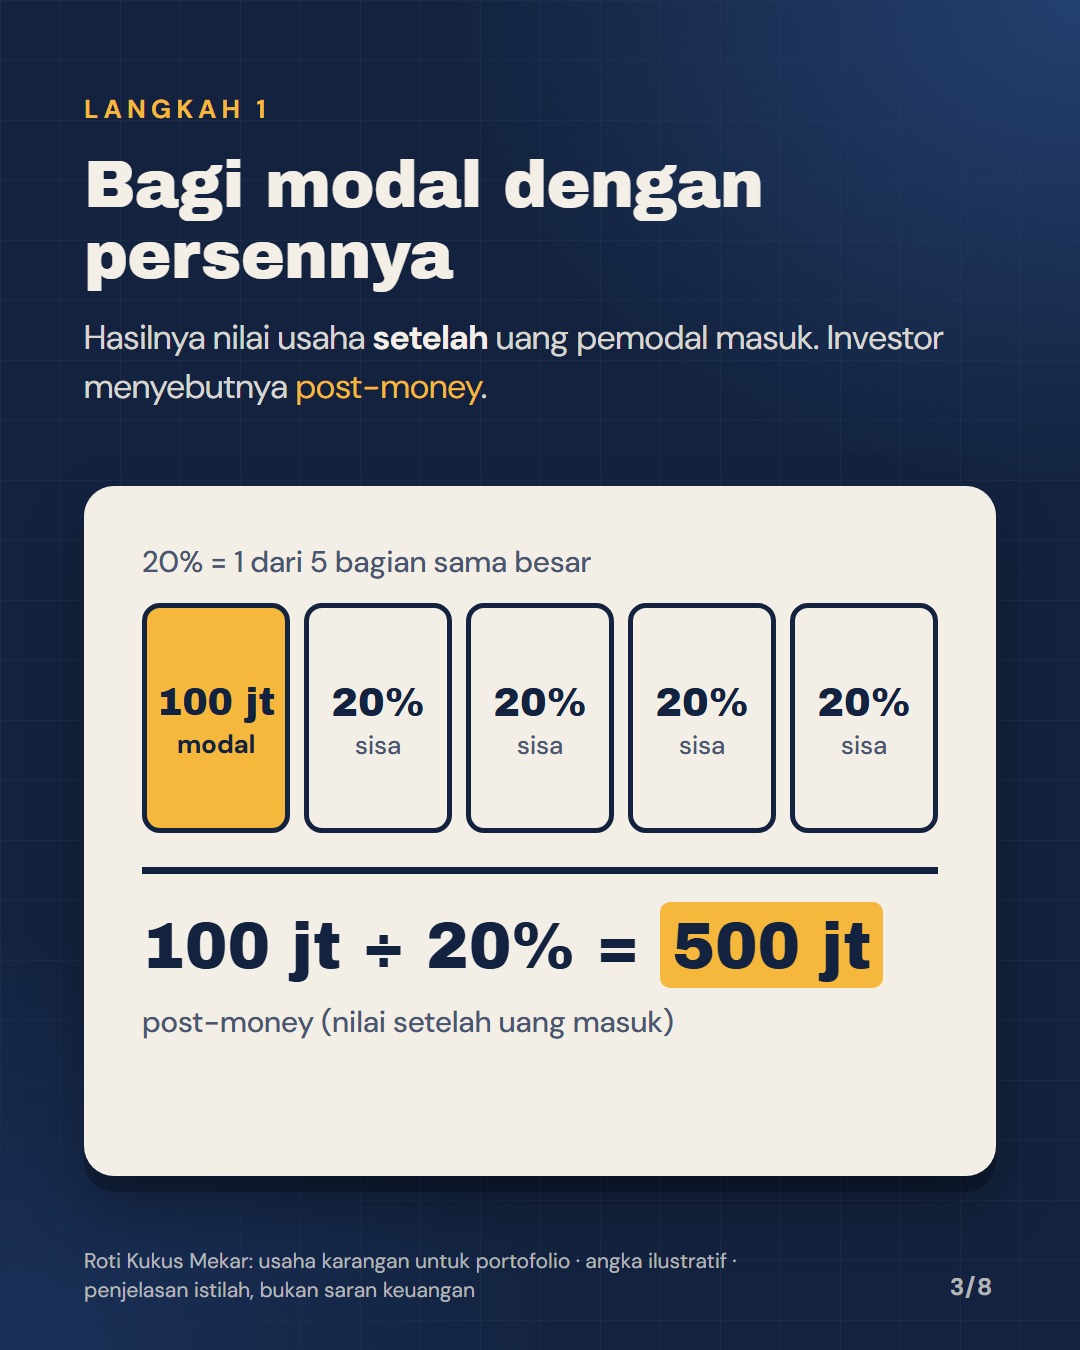 LANGKAH 1
Bagi modal dengan
persennya
Hasilnya nilai usaha setelah uang pemodal masuk. Investor
menyebutnya post-money.
20% = 1 dari 5 bagian sama besar
100 jt
modal
20%
sisa
20%
sisa
20%
sisa
20%
sisa
100 jt ÷ 20% = 500 jt
post-money (nilai setelah uang masuk)
Roti Kukus Mekar: usaha karangan untuk portofolio · angka ilustratif ·
penjelasan istilah, bukan saran keuangan
3/8